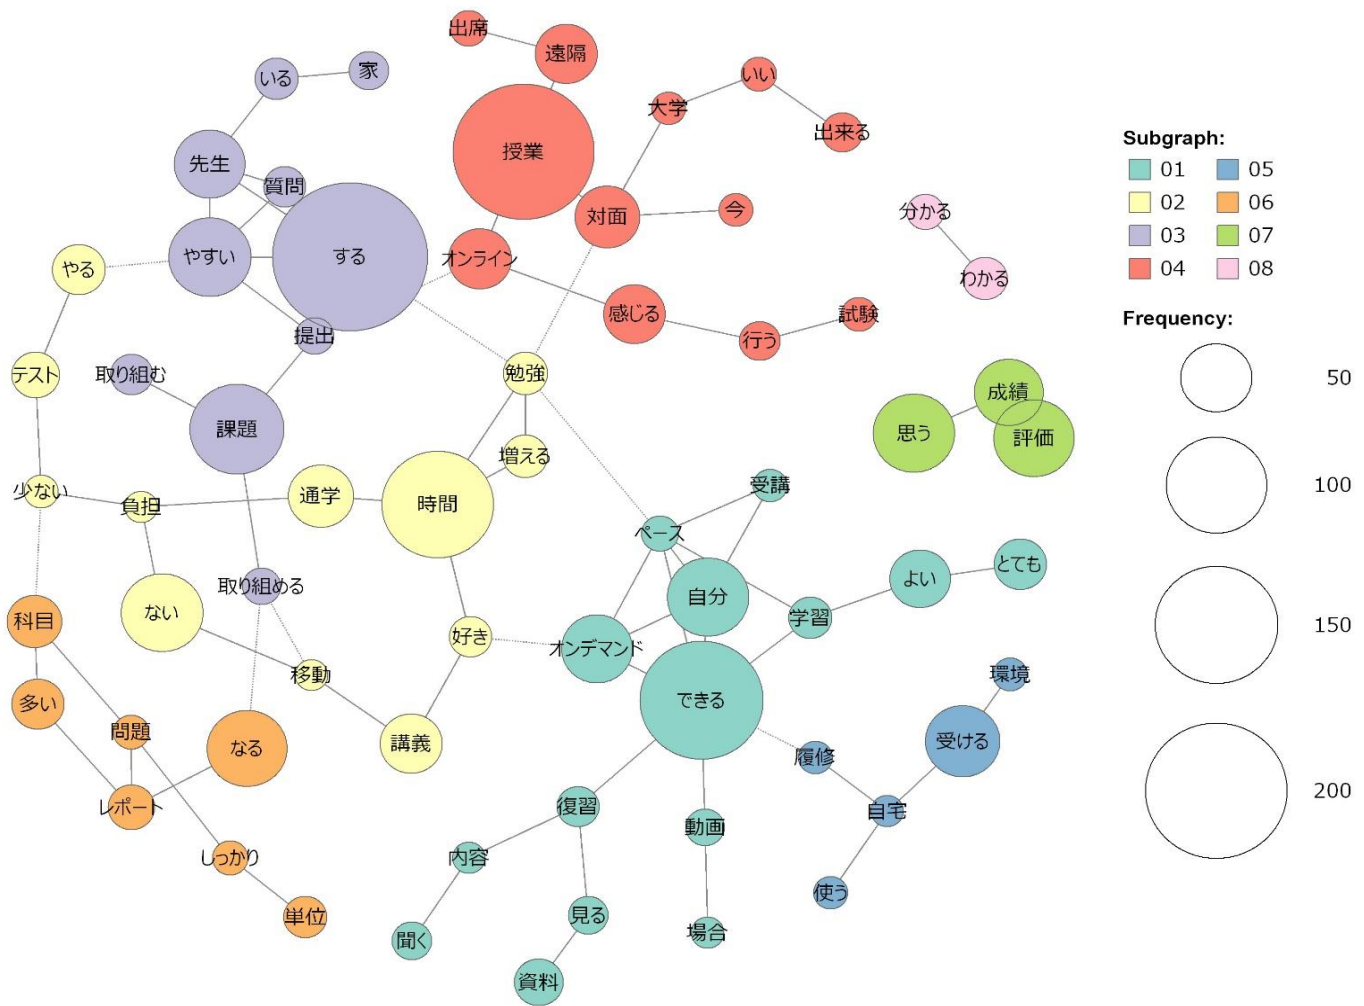 出席
遠隔
家
いる
いい
大学
出来る
授業
先生
質問
分かる
今
対面
する
やすい
オンライン
わかる
やる
感じる
試験
提出
行う
勉強
テスト
取り組む
成績
課題
思う
評価
増える
受講
少ない
通学
時間
負担
ペース
とても
よい
取り組める
自分
ない
科目
学習
好き
オンデマンド
移動
環境
できる
多い
問題
なる
講義
受ける
履修
レポート
復習
自宅
動画
しっかり
内容
使う
単位
見る
場合
聞く
資料
Subgraph:
01 05
02 06
03 07
04 08
Frequency:
50
100
150
200